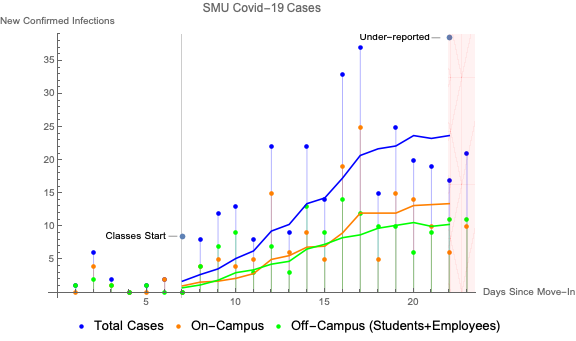 SMU Covid-19 Cases
New Confirmed Infections
Under-reported
35
30
25
20
15
10
Classes Start
5
5 10 15 20
Days Since Move-In
Total Cases On-Campus Off-Campus (Students+Employees)